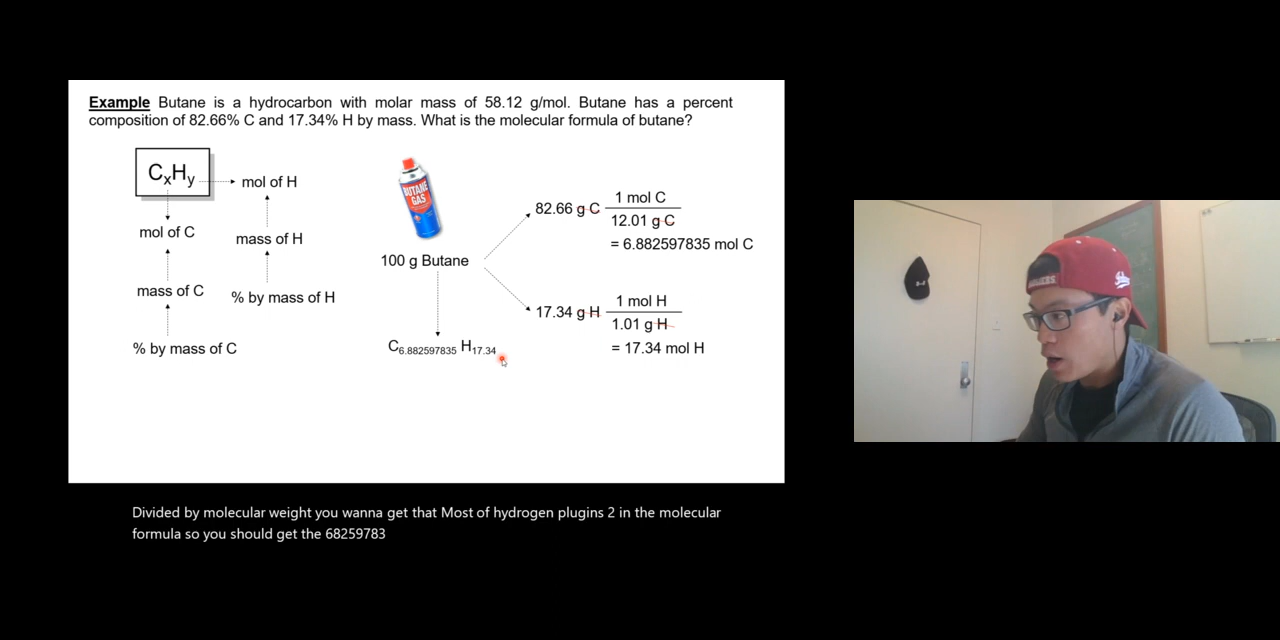 Example Butane is a hydrocarbon with molar mass of 58.12 g/mol. Butane has a percent
composition of 82.66% C and 17.34% H by mass. What is the molecular formula of butane?
CxHy
mol of H
mol of C
mass of H
mass of C
% by mass of H
% by mass of C
BUTANE
GAS
100 g Butane
C6.882597835 H17.34
82.66 g C
1 mol C
12.01 g C
= 6.882597835 mol C
17.34 g H
1 mol H
1.01 g H
= 17.34 mol H
Divided by molecular weight you wanna get that Most of hydrogen plugins 2 in the molecular
formula so you should get the 68259783